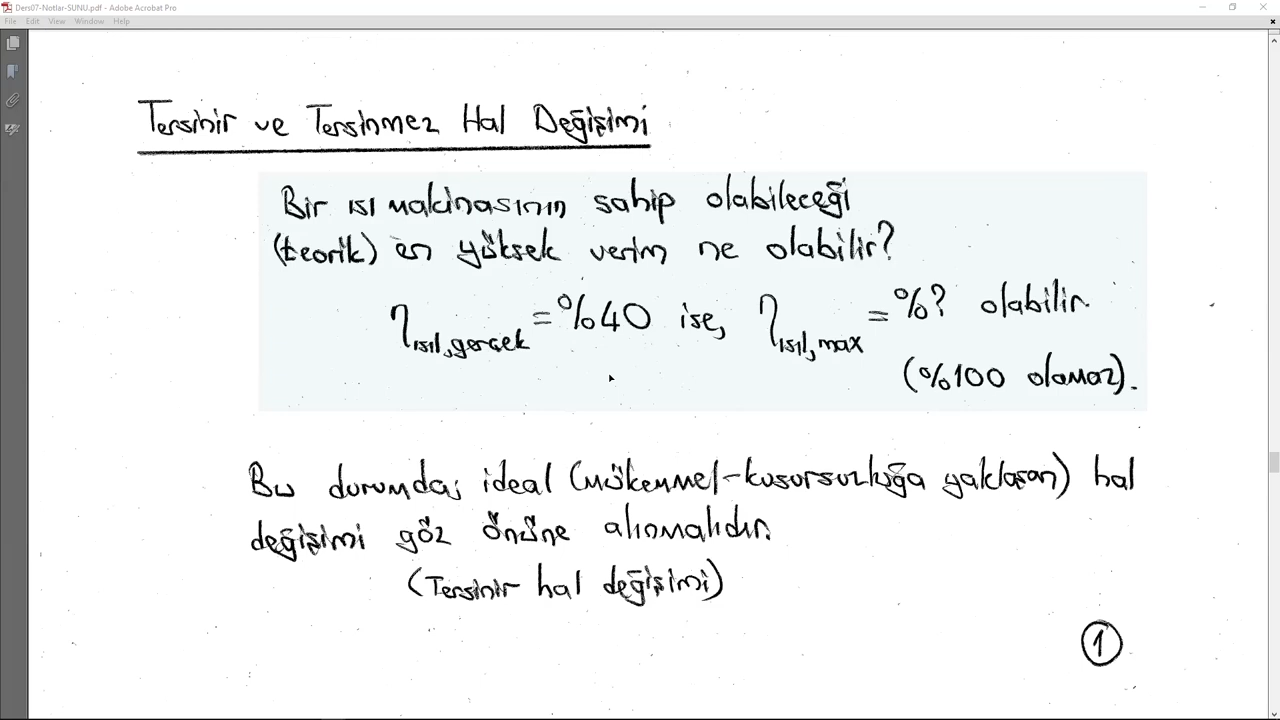 Ders07-Notlar-SUNU.pdf - Adobe Acrobat Pro
File Edit View Window Help
Tersinir ve Tersinmez Hal Değişimi
Bir ısı makinasının sahip olabileceği
(teorik) en yüksek verim ne olabilir?
η ısıl,gerçek = %40 ise, η ısıl,max = %? olabilir.
(%100 olamaz).
Bu durumda; ideal (mükemmel-kusursuzluğa yaklaşan) hal
değişimi göz önüne alınmalıdır.
(Tersinir hal değişimi)
1